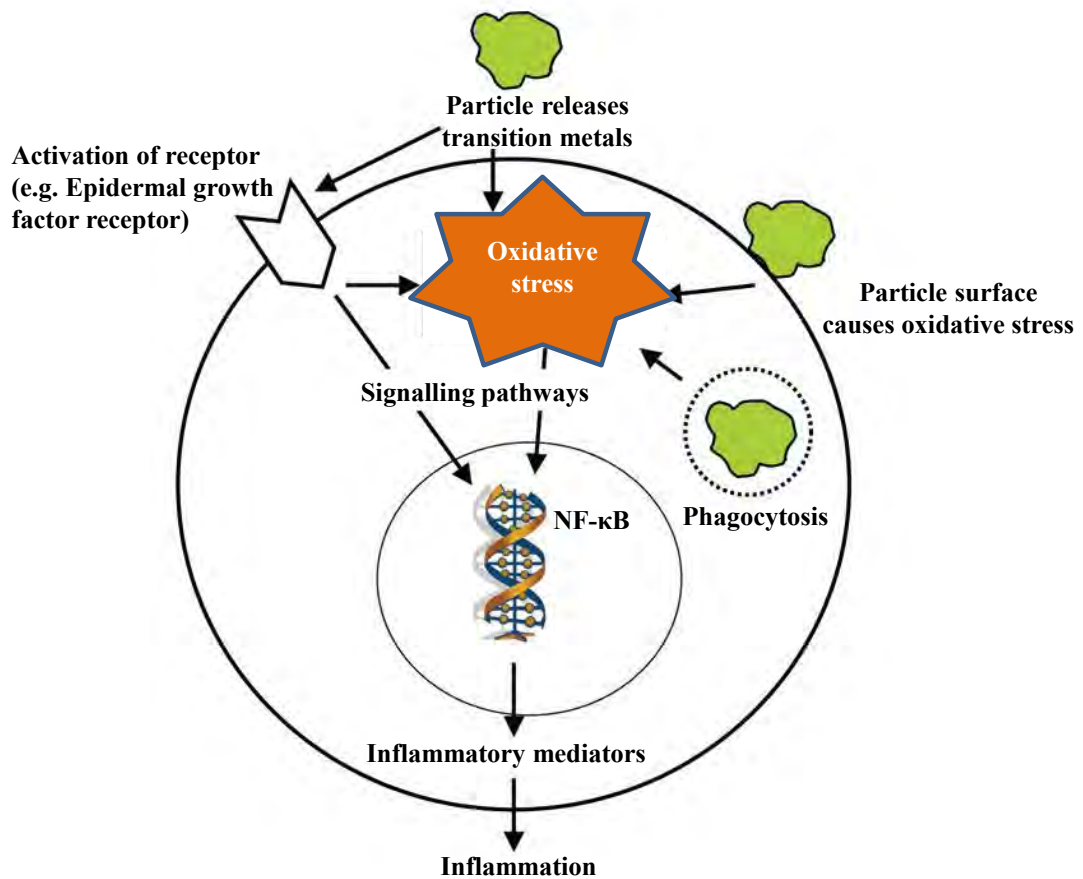 Particle releases
transition metals
Activation of receptor
(e.g. Epidermal growth
factor receptor)
Oxidative
stress
Particle surface
causes oxidative stress
Signalling pathways
Phagocytosis
NF-κB
Inflammatory mediators
Inflammation